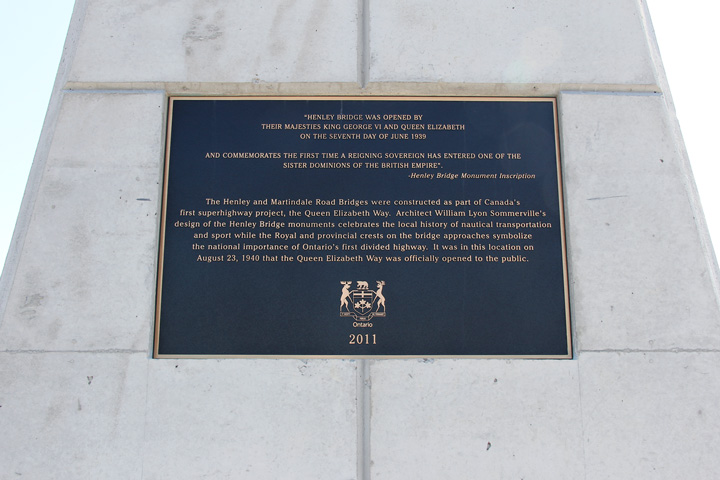 "HENLEY BRIDGE WAS OPENED BY
THEIR MAJESTIES KING GEORGE VI AND QUEEN ELIZABETH
ON THE SEVENTH DAY OF JUNE 1939
AND COMMEMORATES THE FIRST TIME A REIGNING SOVEREIGN HAS ENTERED ONE OF THE
SISTER DOMINIONS OF THE BRITISH EMPIRE".
-Henley Bridge Monument Inscription
The Henley and Martindale Road Bridges were constructed as part of Canada's
first superhighway project, the Queen Elizabeth Way. Architect William Lyon Sommerville's
design of the Henley Bridge monuments celebrates the local history of nautical transportation
and sport while the Royal and provincial crests on the bridge approaches symbolize
the national importance of Ontario's first divided highway. It was in this location on
August 23, 1940 that the Queen Elizabeth Way was officially opened to the public.
Ontario
2011